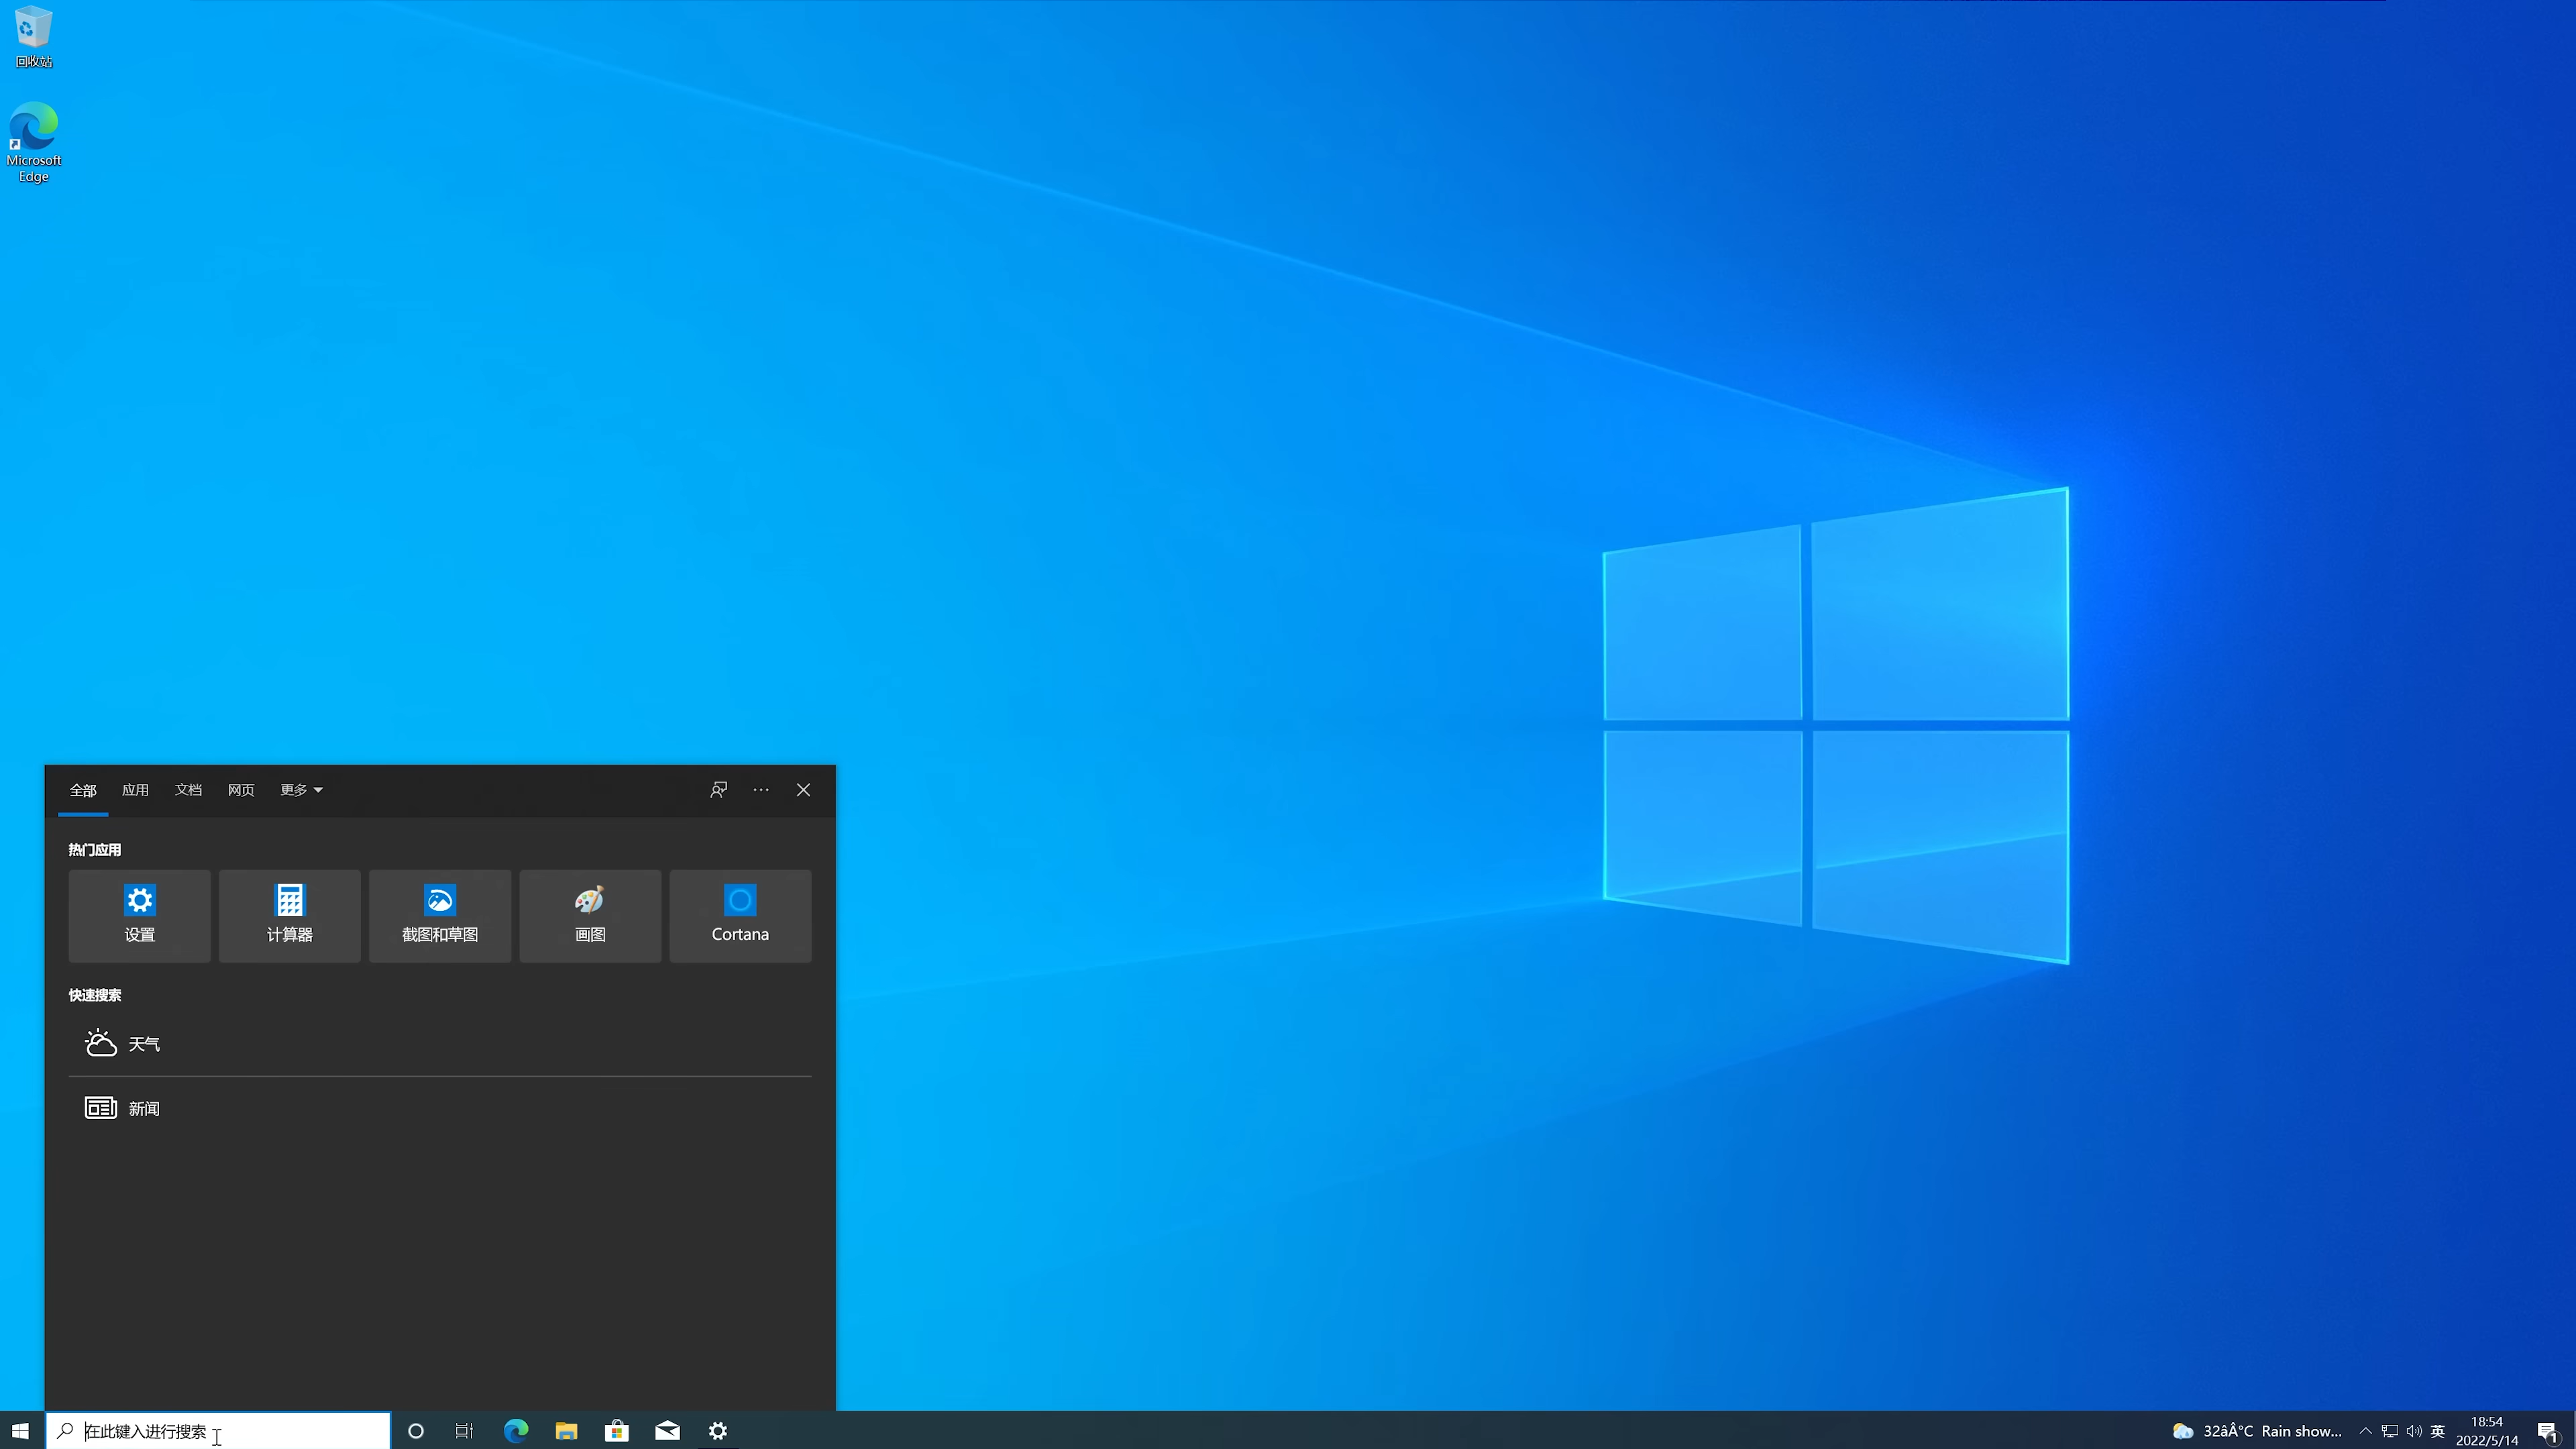 回收站
Microsoft
Edge
全部 应用 文档 网页 更多
热门应用
设置 计算器 截图和草图 画图 Cortana
快速搜索
天气
新闻
在此键入进行搜索
32âÂ°C Rain show... 英 18:54
2022/5/14
1